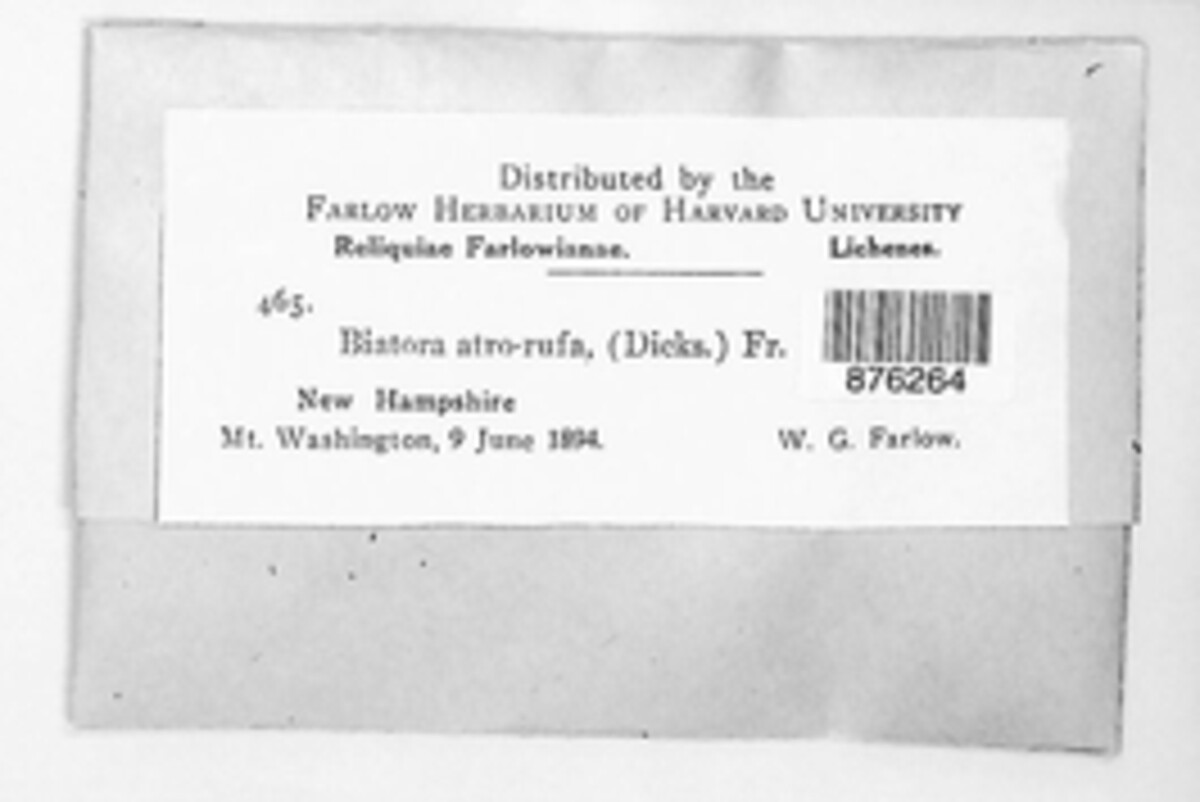 Distributed by the
FARLOW HERBARIUM OF HARVARD UNIVERSITY
Reliquiae Farlowianae. Lichenes.
465.
Biatora atro-rufa, (Dicks.) Fr.
876264
New Hampshire
Mt. Washington, 9 June 1894. W. G. Farlow.